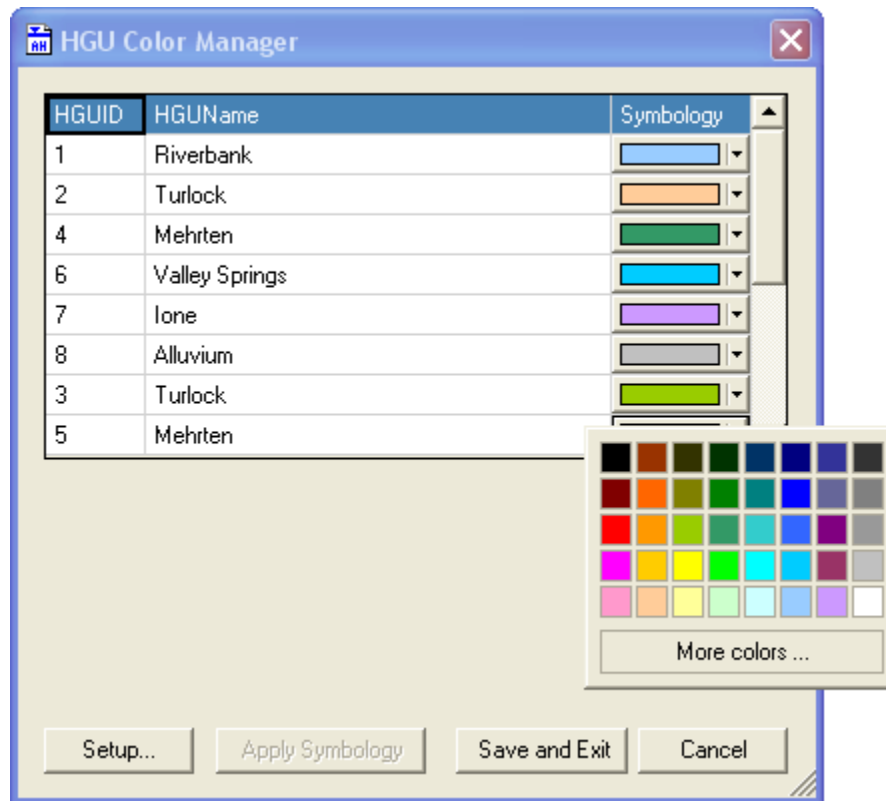 AH HGU Color Manager
HGUID HGUName Symbology
1 Riverbank
2 Turlock
4 Mehrten
6 Valley Springs
7 Ione
8 Alluvium
3 Turlock
5 Mehrten
More colors ...
Setup... Apply Symbology Save and Exit Cancel